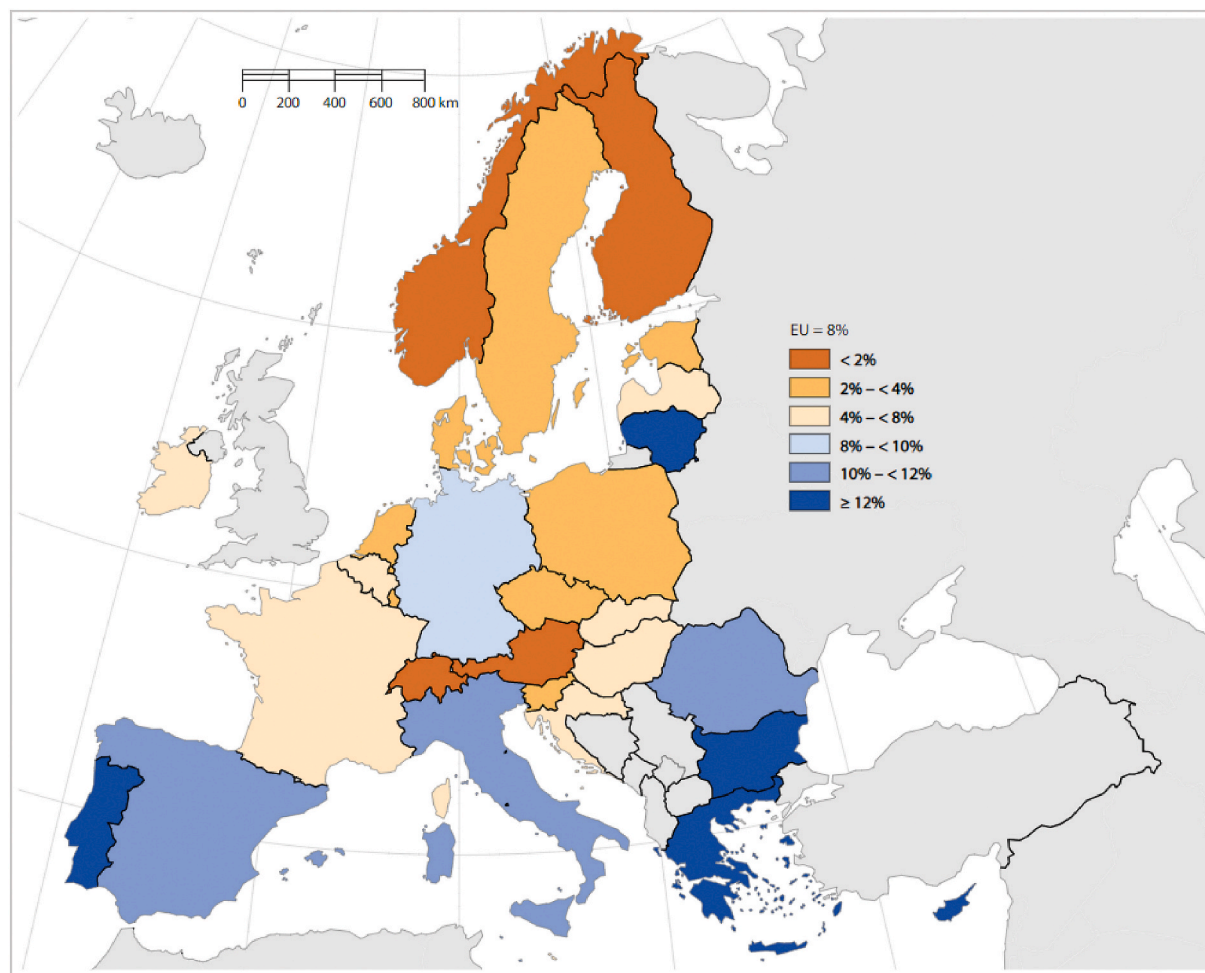 0 200 400 600 800 km
EU = 8%
< 2%
2% – < 4%
4% – < 8%
8% – < 10%
10% – < 12%
≥ 12%